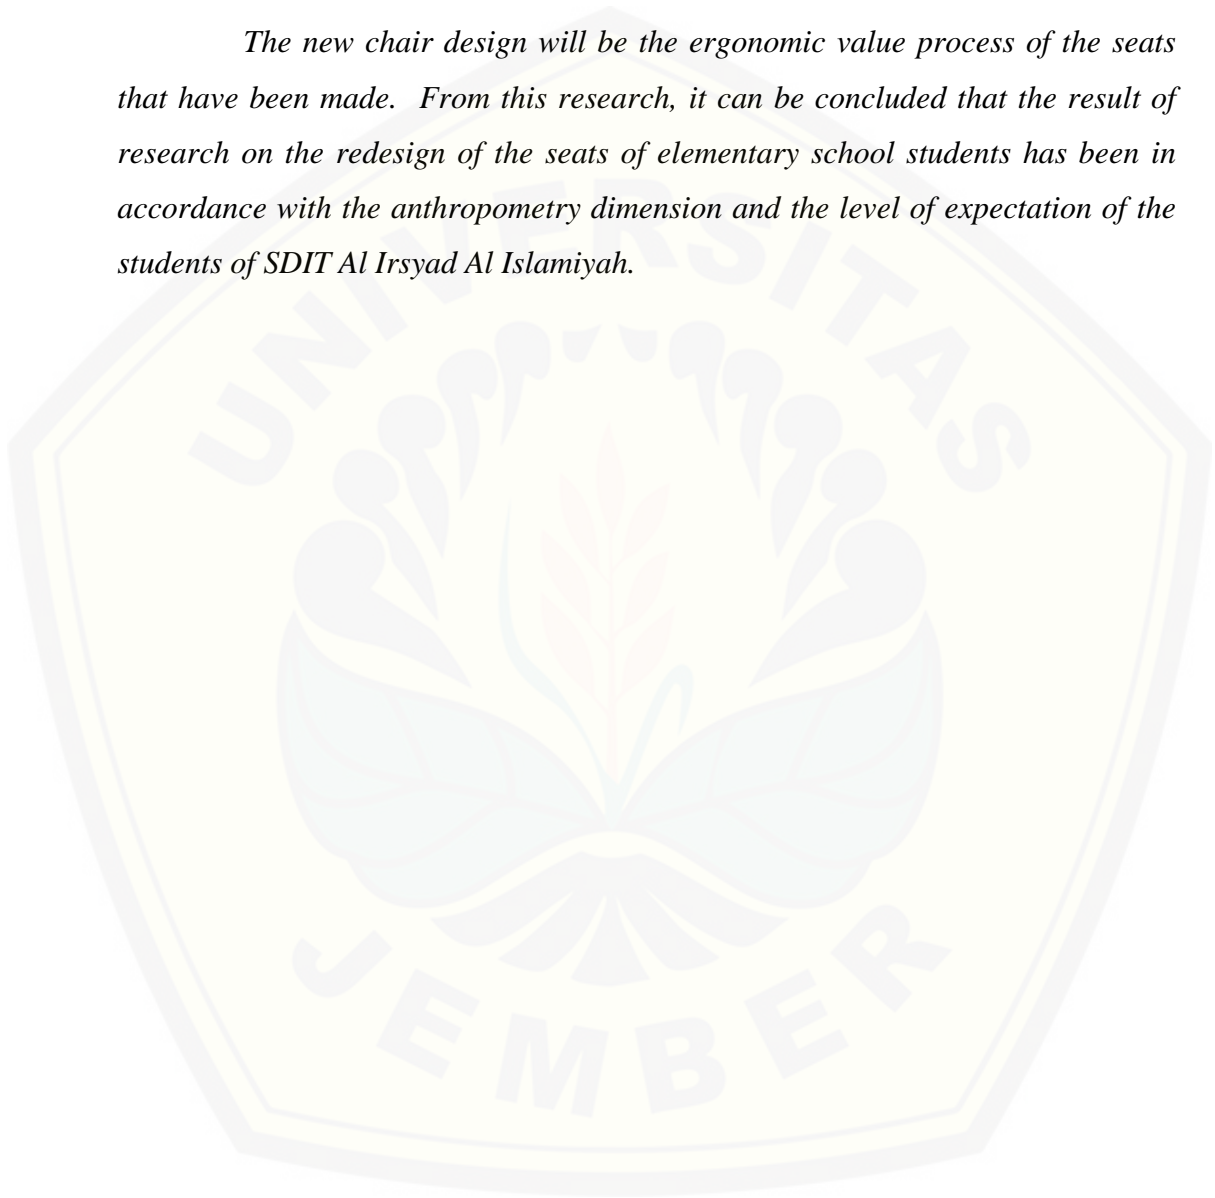 The new chair design will be the ergonomic value process of the seats
that have been made. From this research, it can be concluded that the result of
research on the redesign of the seats of elementary school students has been in
accordance with the anthropometry dimension and the level of expectation of the
students of SDIT Al Irsyad Al Islamiyah.
UNIVERSITAS
JEMBER